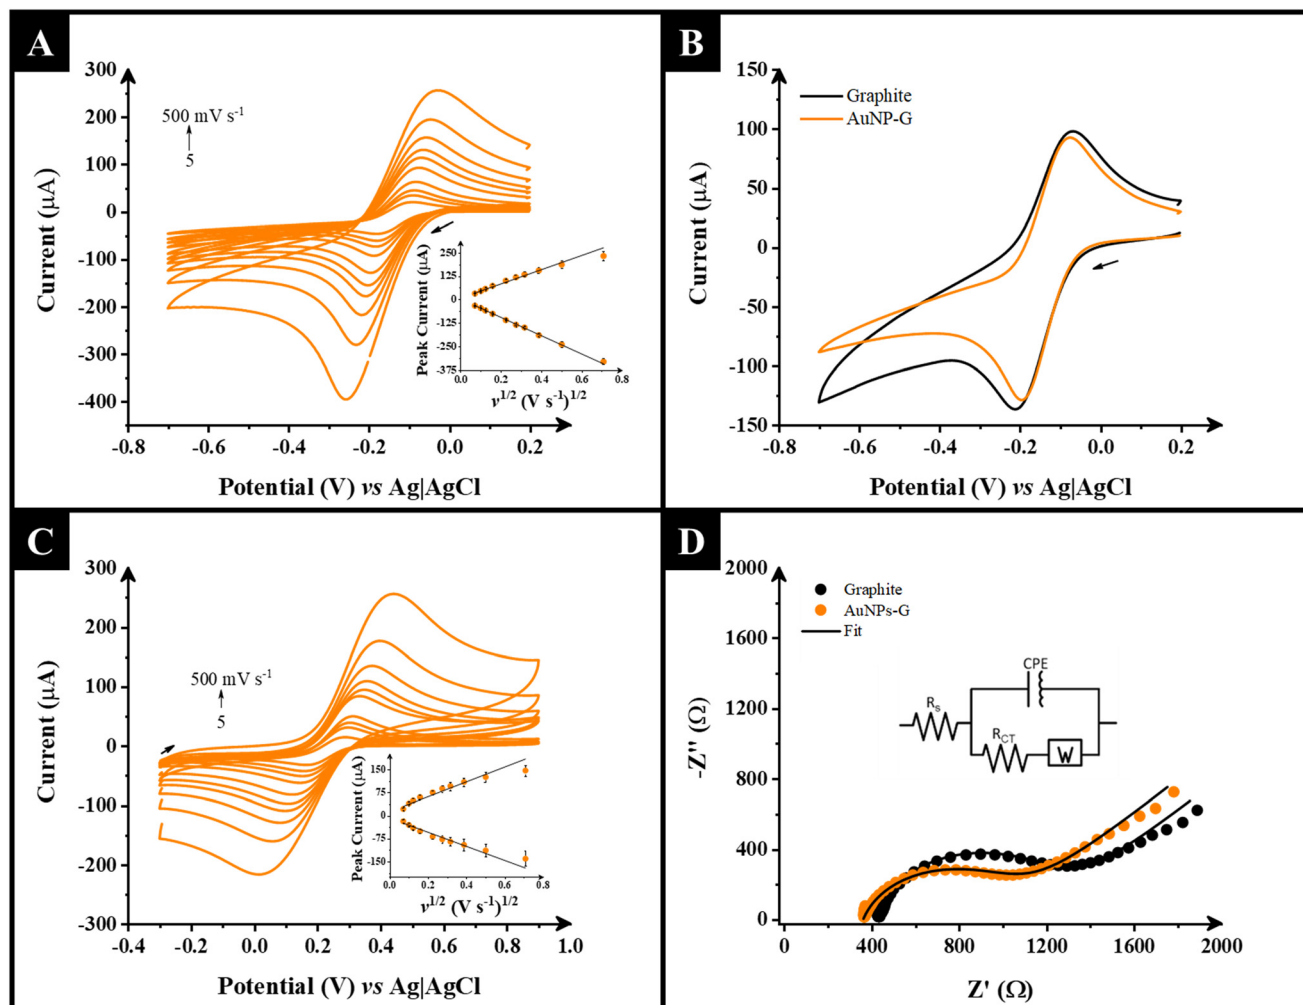 A
300
200
100
0
-100
-200
-300
-400
-0.8
-0.6
-0.4
-0.2
0.0
0.2
Current (µA)
Potential (V) vs Ag|AgCl
500 mV s⁻¹
5
250
125
0
-125
-250
-375
0.0
0.2
0.4
0.6
0.8
Peak Current (µA)
v¹/² (V s⁻¹)¹/²
B
150
100
50
0
-50
-100
-150
-0.8
-0.6
-0.4
-0.2
0.0
0.2
Current (µA)
Potential (V) vs Ag|AgCl
Graphite
AuNP-G
C
300
200
100
0
-100
-200
-300
-0.4
-0.2
0.0
0.2
0.4
0.6
0.8
1.0
Current (µA)
Potential (V) vs Ag|AgCl
500 mV s⁻¹
5
150
75
0
-75
-150
0.0
0.2
0.4
0.6
0.8
Peak Current (µA)
v¹/² (V s⁻¹)¹/²
D
2000
1600
1200
800
400
0
0
400
800
1200
1600
2000
-Z'' (Ω)
Z' (Ω)
Graphite
AuNPs-G
Fit
CPE
Rs
RCT
W